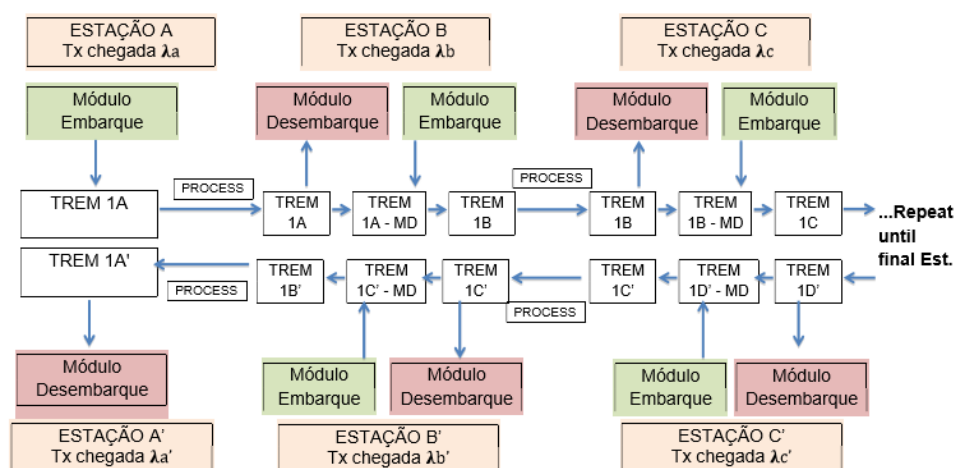 ESTAÇÃO A
Tx chegada λa
ESTAÇÃO B
Tx chegada λb
ESTAÇÃO C
Tx chegada λc
Módulo
Embarque
Módulo
Desembarque
Módulo
Embarque
Módulo
Desembarque
Módulo
Embarque
TREM 1A
PROCESS
TREM
1A
TREM
1A - MD
TREM
1B
PROCESS
TREM
1B
TREM
1B - MD
TREM
1C
...Repeat
until
final Est.
TREM 1A'
PROCESS
TREM
1B'
TREM
1C' - MD
TREM
1C'
PROCESS
TREM
1C'
TREM
1D' - MD
TREM
1D'
Módulo
Desembarque
Módulo
Embarque
Módulo
Desembarque
Módulo
Embarque
Módulo
Desembarque
ESTAÇÃO A'
Tx chegada λa'
ESTAÇÃO B'
Tx chegada λb'
ESTAÇÃO C'
Tx chegada λc'